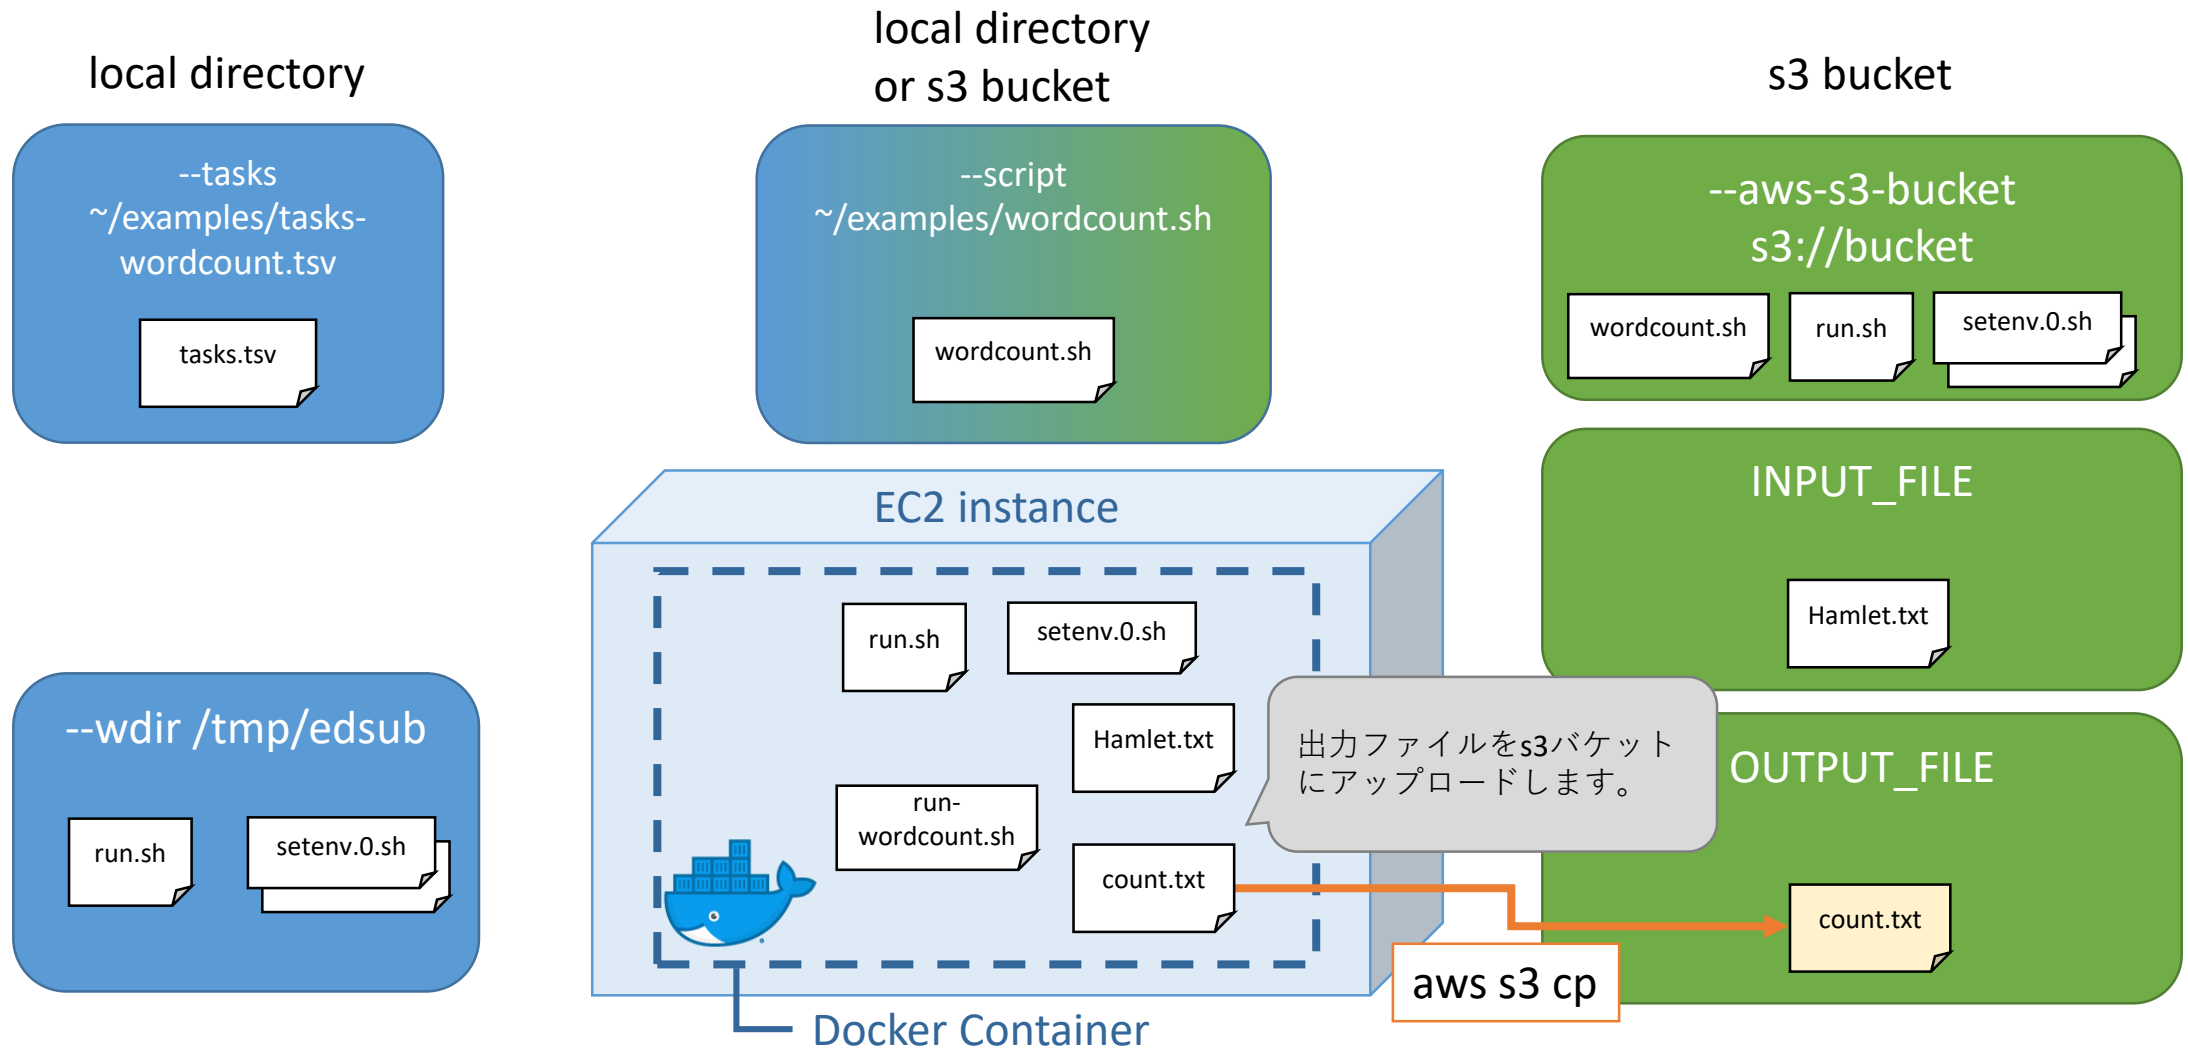 local directory
local directory
or s3 bucket
s3 bucket
--tasks
~/examples/tasks-
wordcount.tsv
tasks.tsv
--script
~/examples/wordcount.sh
wordcount.sh
--aws-s3-bucket
s3://bucket
wordcount.sh
run.sh
setenv.0.sh
INPUT_FILE
Hamlet.txt
EC2 instance
run.sh
setenv.0.sh
Hamlet.txt
run-
wordcount.sh
count.txt
出力ファイルをs3バケット
にアップロードします。
--wdir /tmp/edsub
run.sh
setenv.0.sh
OUTPUT_FILE
count.txt
aws s3 cp
Docker Container